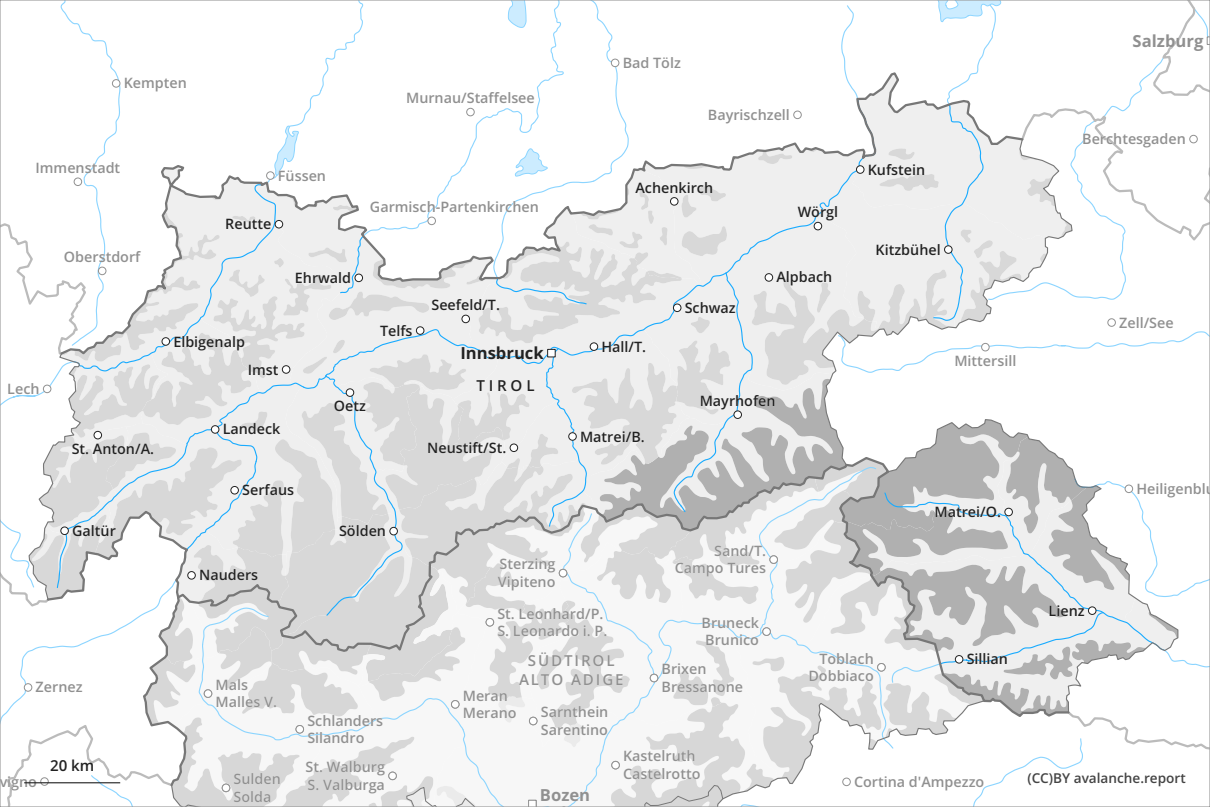 Salzburg
Bad Tölz
Kempten
Murnau/Staffelsee
Bayrischzell
Berchtesgaden
Immenstadt
Füssen
Kufstein
Achenkirch
Garmisch-Partenkirchen
Wörgl
Reutte
Kitzbühel
Oberstdorf
Ehrwald
Alpbach
Seefeld/T.
Schwaz
Zell/See
Telfs
Elbigenalp
Innsbruck
Hall/T.
Mittersill
Imst
TIROL
Lech
Oetz
Mayrhofen
Landeck
Matrei/B.
St. Anton/A.
Neustift/St.
Serfaus
Heiligenblu
Matrei/O.
Galtür
Sölden
Sand/T.
Campo Tures
Sterzing
Vipiteno
Nauders
Lienz
St. Leonhard/P.
S. Leonardo i. P.
Bruneck
Brunico
Sillian
SÜDTIROL
ALTO ADIGE
Toblach
Dobbiaco
Brixen
Bressanone
Zernez
Mals
Malles V.
Meran
Merano
Sarnthein
Sarentino
Schlanders
Silandro
Kastelruth
Castelrotto
St. Walburg
S. Valburga
20 km
vigno
Sulden
Solda
Cortina d'Ampezzo
(CC)BY avalanche.report
Bozen